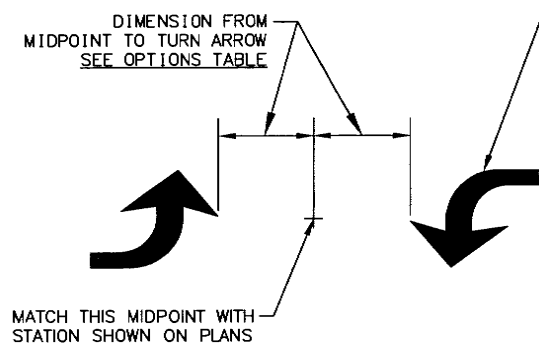 DIMENSION FROM
MIDPOINT TO TURN ARROW
SEE OPTIONS TABLE
MATCH THIS MIDPOINT WITH
STATION SHOWN ON PLANS